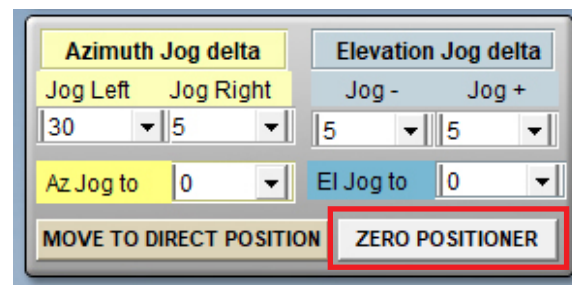 Azimuth Jog delta Elevation Jog delta
Jog Left Jog Right Jog - Jog +
30 5 5 5
Az Jog to 0 El Jog to 0
MOVE TO DIRECT POSITION ZERO POSITIONER